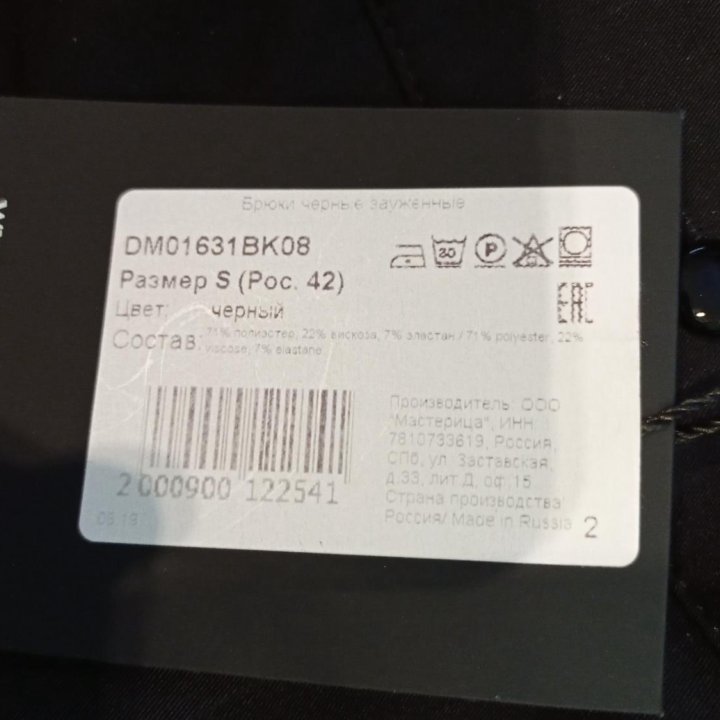 Брюки черные зауженные
DM01631BK08
Размер S (Рос. 42)
Цвет: черный
Состав: 71% полиэстер, 22% вискоза, 7% эластан / 71% polyester, 22%
viscose, 7% elastane
30
P
EAC
2 000900 122541
Производитель: ООО
"Мастерица", ИНН
7810733619, Россия,
СПб, ул. Заставская,
д.33, лит.Д, оф.15
Страна производства
Россия/ Made in Russia
2